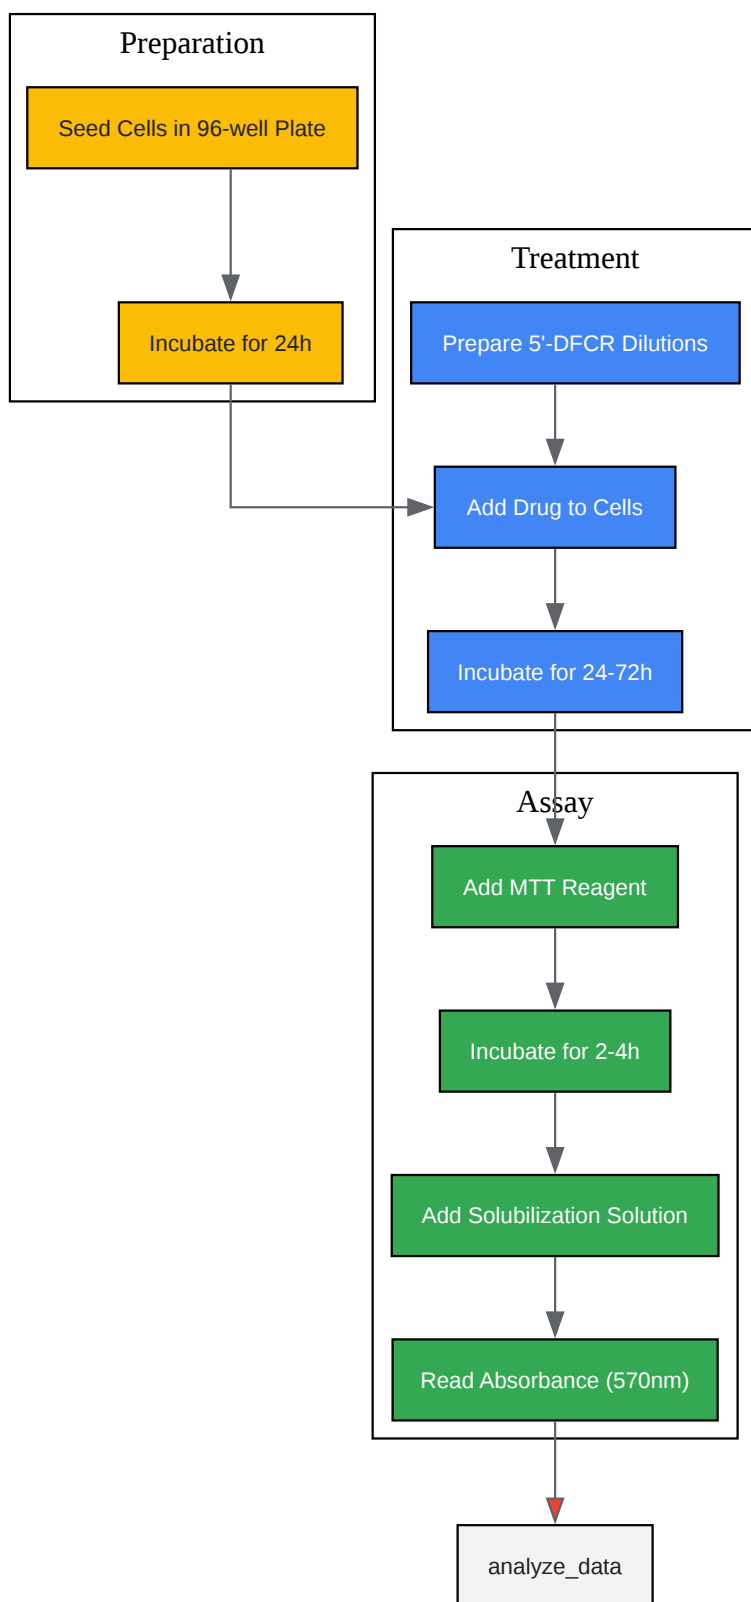 Preparation
Seed Cells in 96-well Plate
Incubate for 24h
Treatment
Prepare 5'-DFCR Dilutions
Add Drug to Cells
Incubate for 24-72h
Assay
Add MTT Reagent
Incubate for 2-4h
Add Solubilization Solution
Read Absorbance (570nm)
analyze_data